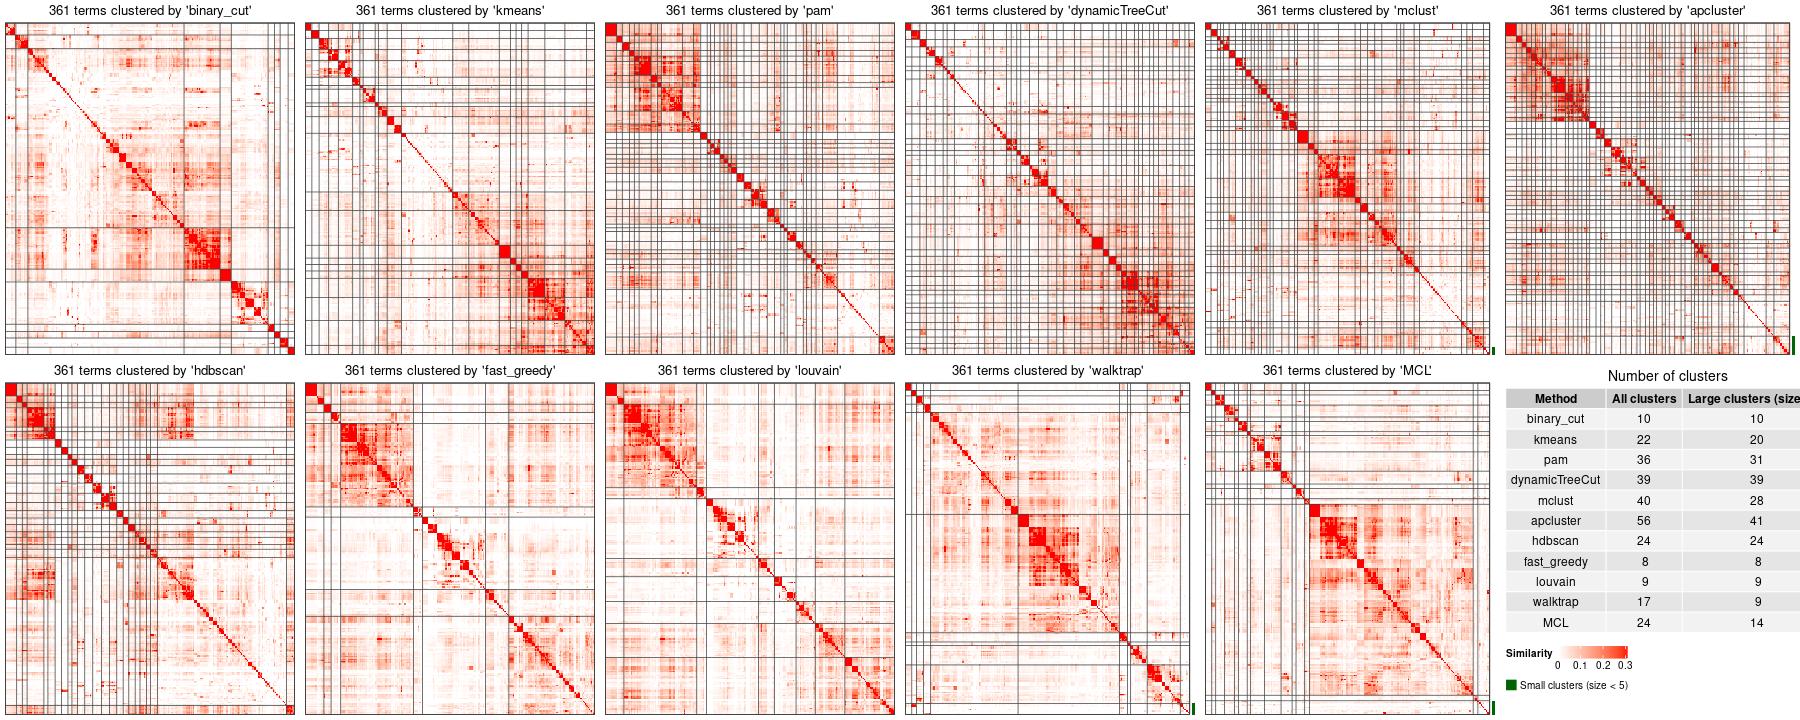 361 terms clustered by 'binary_cut'
361 terms clustered by 'kmeans'
361 terms clustered by 'pam'
361 terms clustered by 'dynamicTreeCut'
361 terms clustered by 'mclust'
361 terms clustered by 'apcluster'
361 terms clustered by 'hdbscan'
361 terms clustered by 'fast_greedy'
361 terms clustered by 'louvain'
361 terms clustered by 'walktrap'
361 terms clustered by 'MCL'
Number of clusters
Method All clusters Large clusters (size
binary_cut 10 10
kmeans 22 20
pam 36 31
dynamicTreeCut 39 39
mclust 40 28
apcluster 56 41
hdbscan 24 24
fast_greedy 8 8
louvain 9 9
walktrap 17 9
MCL 24 14
Similarity
0 0.1 0.2 0.3
Small clusters (size < 5)